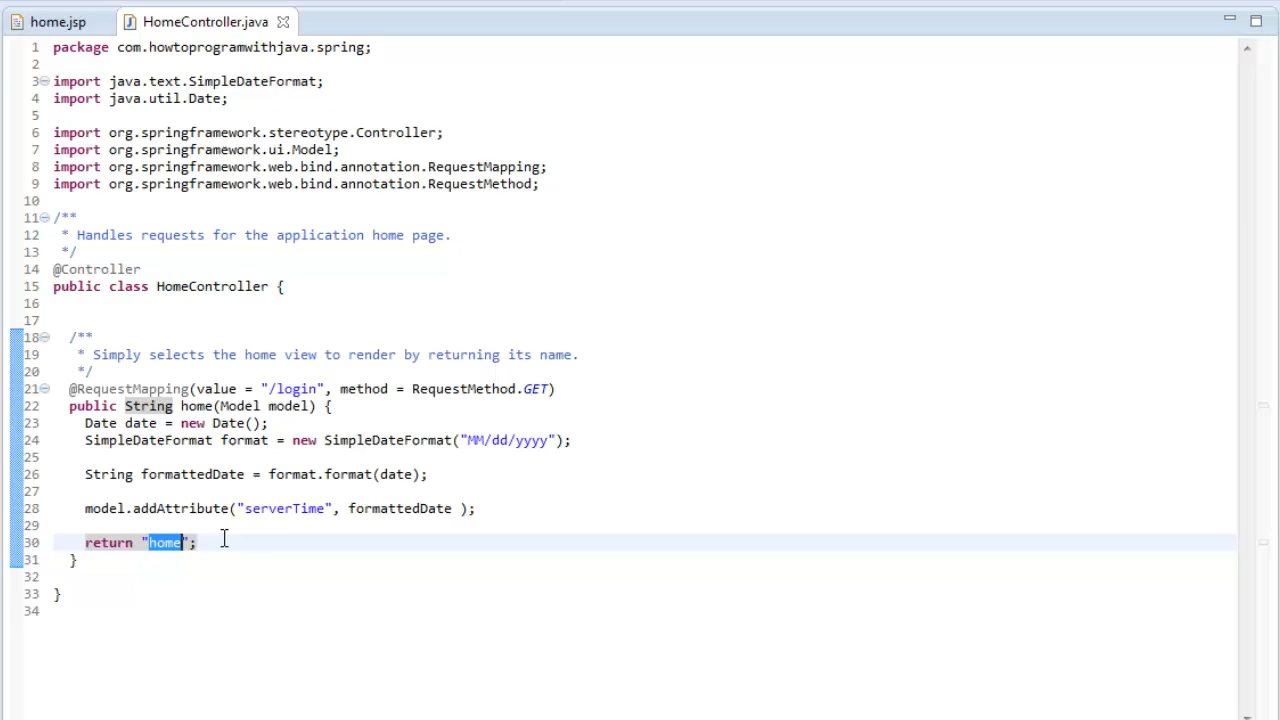 home.jsp
HomeController.java
1 package com.howtoprogramwithjava.spring;
2
3 import java.text.SimpleDateFormat;
4 import java.util.Date;
5
6 import org.springframework.stereotype.Controller;
7 import org.springframework.ui.Model;
8 import org.springframework.web.bind.annotation.RequestMapping;
9 import org.springframework.web.bind.annotation.RequestMethod;
10
11 /**
12  * Handles requests for the application home page.
13  */
14 @Controller
15 public class HomeController {
16
17
18   /**
19    * Simply selects the home view to render by returning its name.
20    */
21   @RequestMapping(value = "/login", method = RequestMethod.GET)
22   public String home(Model model) {
23     Date date = new Date();
24     SimpleDateFormat format = new SimpleDateFormat("MM/dd/yyyy");
25
26     String formattedDate = format.format(date);
27
28     model.addAttribute("serverTime", formattedDate );
29
30     return "home";
31   }
32
33 }
34